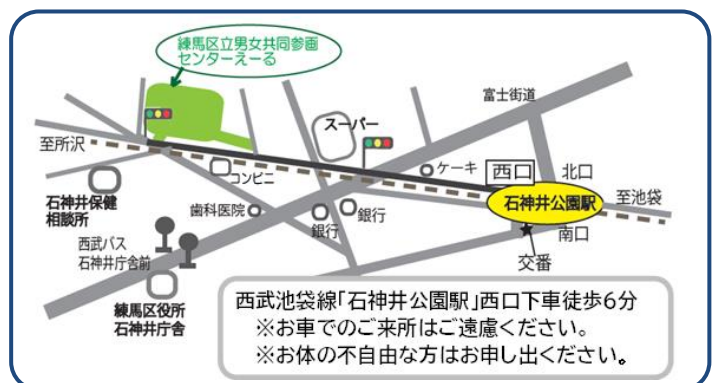 練馬区立男女共同参画
センターえーる
富士街道
スーパー
至所沢
コンビニ
ケーキ
西口
北口
石神井公園駅
至池袋
石神井保健
相談所
歯科医院
銀行
銀行
南口
交番
西武バス
石神井庁舎前
練馬区役所
石神井庁舎
西武池袋線「石神井公園駅」西口下車徒歩6分
※お車でのご来所はご遠慮ください。
※お体の不自由な方はお申し出ください。